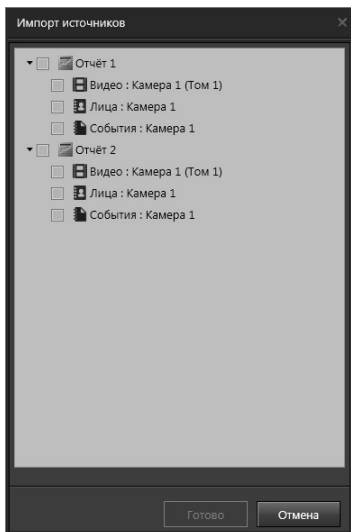 Импорт источников
Отчёт 1
Видео : Камера 1 (Том 1)
Лица : Камера 1
События : Камера 1
Отчёт 2
Видео : Камера 1 (Том 1)
Лица : Камера 1
События : Камера 1
Готово
Отмена